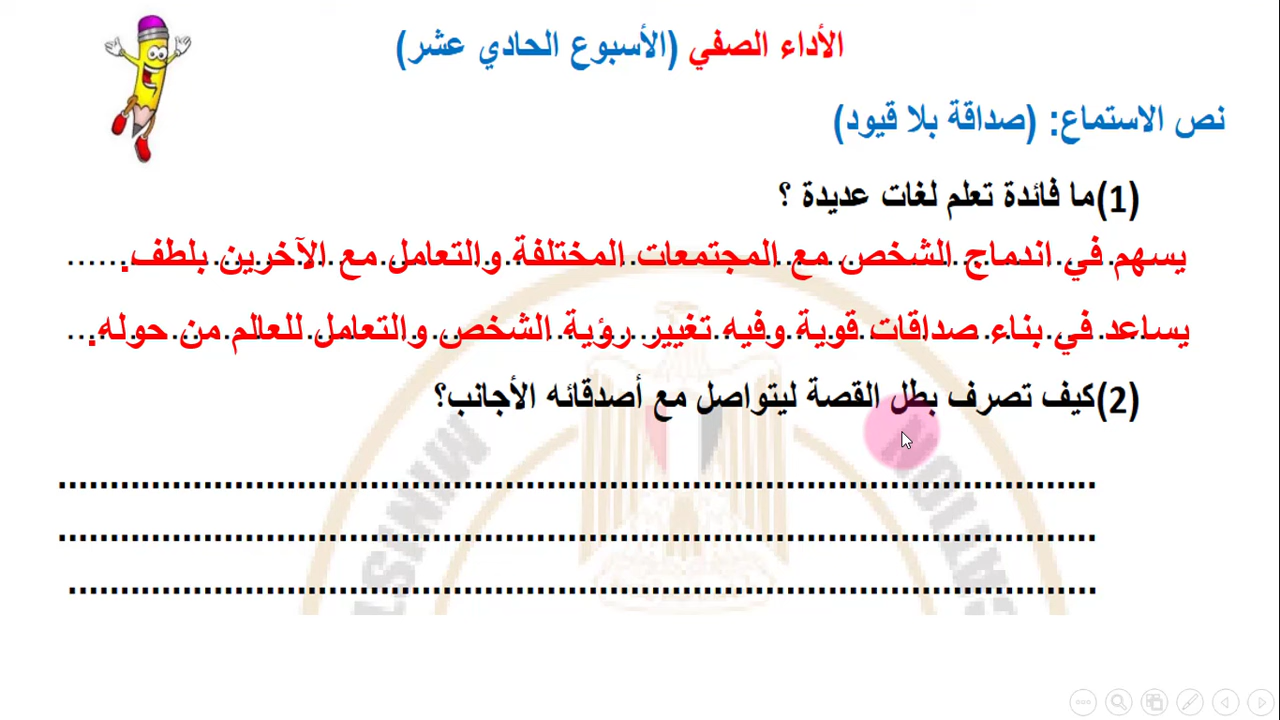 الأداء الصفي (الأسبوع الحادي عشر)
نص الاستماع: (صداقة بلا قيود)
(1) ما فائدة تعلم لغات عديدة ؟
يسهم في اندماج الشخص مع المجتمعات المختلفة والتعامل مع الآخرين بلطف.
يساعد في بناء صداقات قوية وفيه تغيير رؤية الشخص والتعامل للعالم من حوله.
(2) كيف تصرف بطل القصة ليتواصل مع أصدقائه الأجانب؟